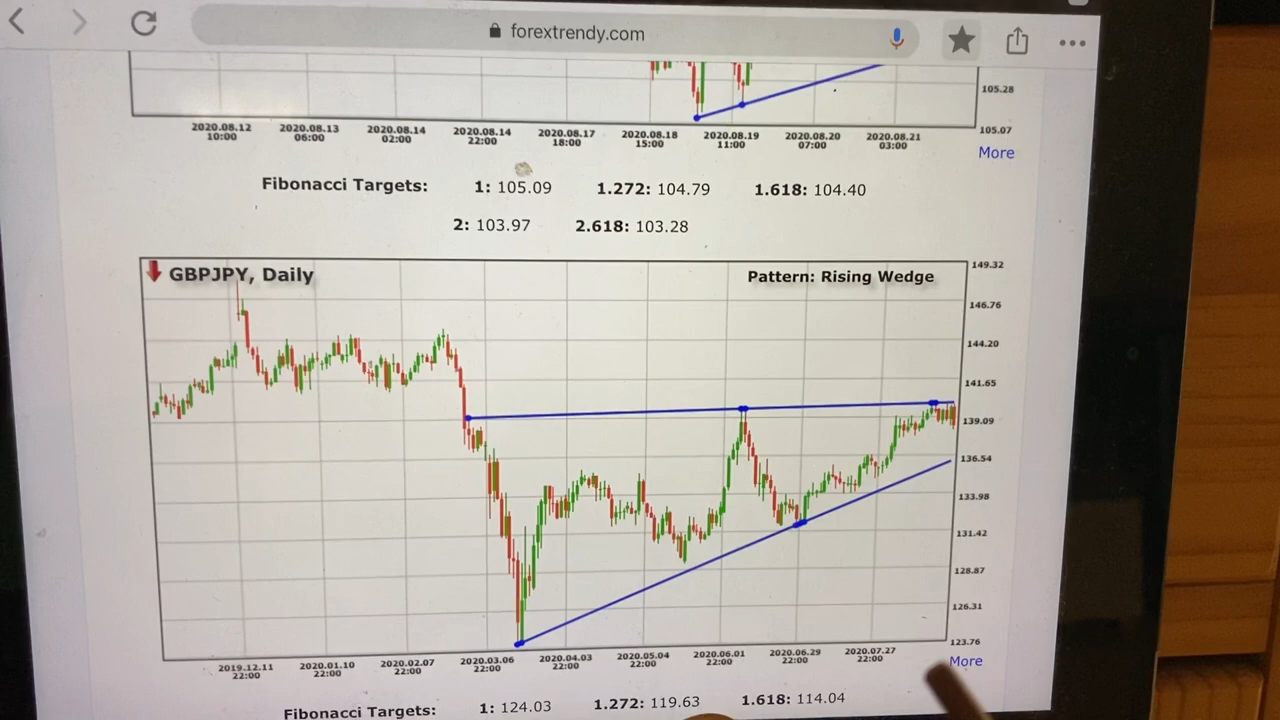 forextrendy.com
105.28
105.07
2020.08.12 2020.08.13 2020.08.14 2020.08.14 2020.08.17 2020.08.18 2020.08.19 2020.08.20 2020.08.21
10:00 06:00 02:00 22:00 18:00 15:00 11:00 07:00 03:00
More
Fibonacci Targets: 1: 105.09 1.272: 104.79 1.618: 104.40
2: 103.97 2.618: 103.28
GBPJPY, Daily Pattern: Rising Wedge
149.32
146.76
144.20
141.65
139.09
136.54
133.98
131.42
128.87
126.31
123.76
2019.12.11 2020.01.10 2020.02.07 2020.03.06 2020.04.03 2020.05.04 2020.06.01 2020.06.29 2020.07.27
22:00 22:00 22:00 22:00 22:00 22:00 22:00 22:00 22:00
More
Fibonacci Targets: 1: 124.03 1.272: 119.63 1.618: 114.04